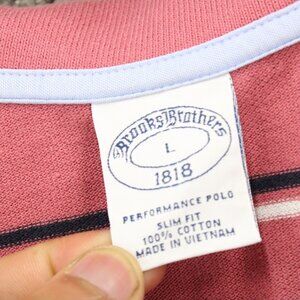 Brooks Brothers
L
1818
PERFORMANCE POLO
SLIM FIT
100% COTTON
MADE IN VIETNAM